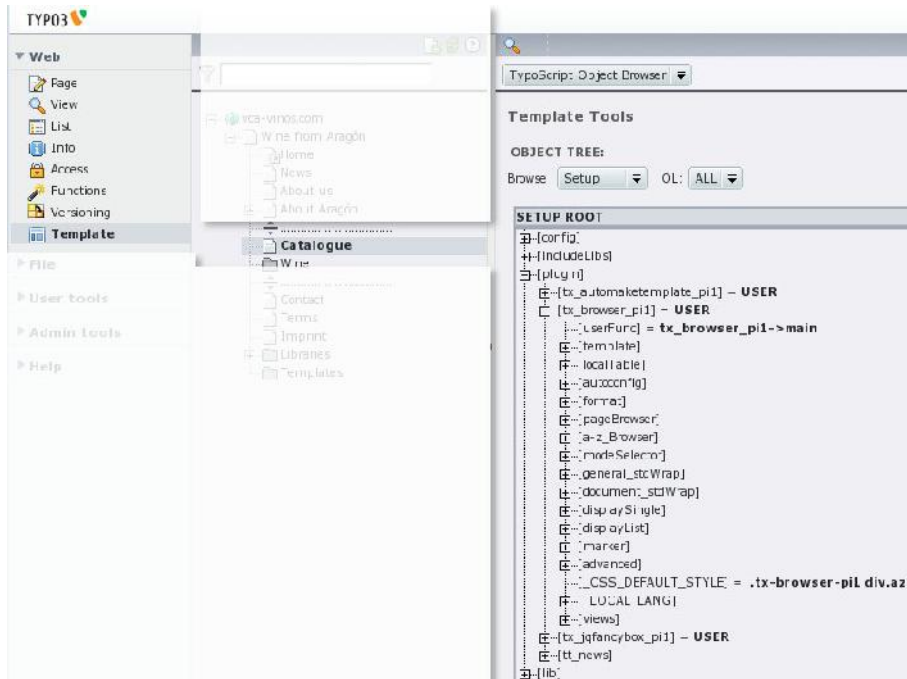 TYPO3
Web
Page
View
List
Info
Access
Functions
Versioning
Template
File
User tools
Admin tools
Help
vca-vinos.com
Wine from Aragón
Home
News
About us
About Aragón
Catalogue
Wine
Contact
Terms
Imprint
Libraries
Templates
TypoScript Object Browser
Template Tools
OBJECT TREE:
Browse Setup OL: ALL
SETUP ROOT
[config]
[includeLibs]
[plugin]
[tx_automaketemplate_pi1] – USER
[tx_browser_pi1] – USER
[userFunc] = tx_browser_pi1->main
[template]
[localTable]
[autoconfig]
[format]
[pageBrowser]
[a-z_Browser]
[modeSelector]
[general_stdWrap]
[document_stdWrap]
[displaySingle]
[displayList]
[marker]
[advanced]
[_CSS_DEFAULT_STYLE] = .tx-browser-pi1 div.az
[_LOCAL_LANG]
[views]
[tx_jqfancybox_pi1] – USER
[tt_news]
[lib]